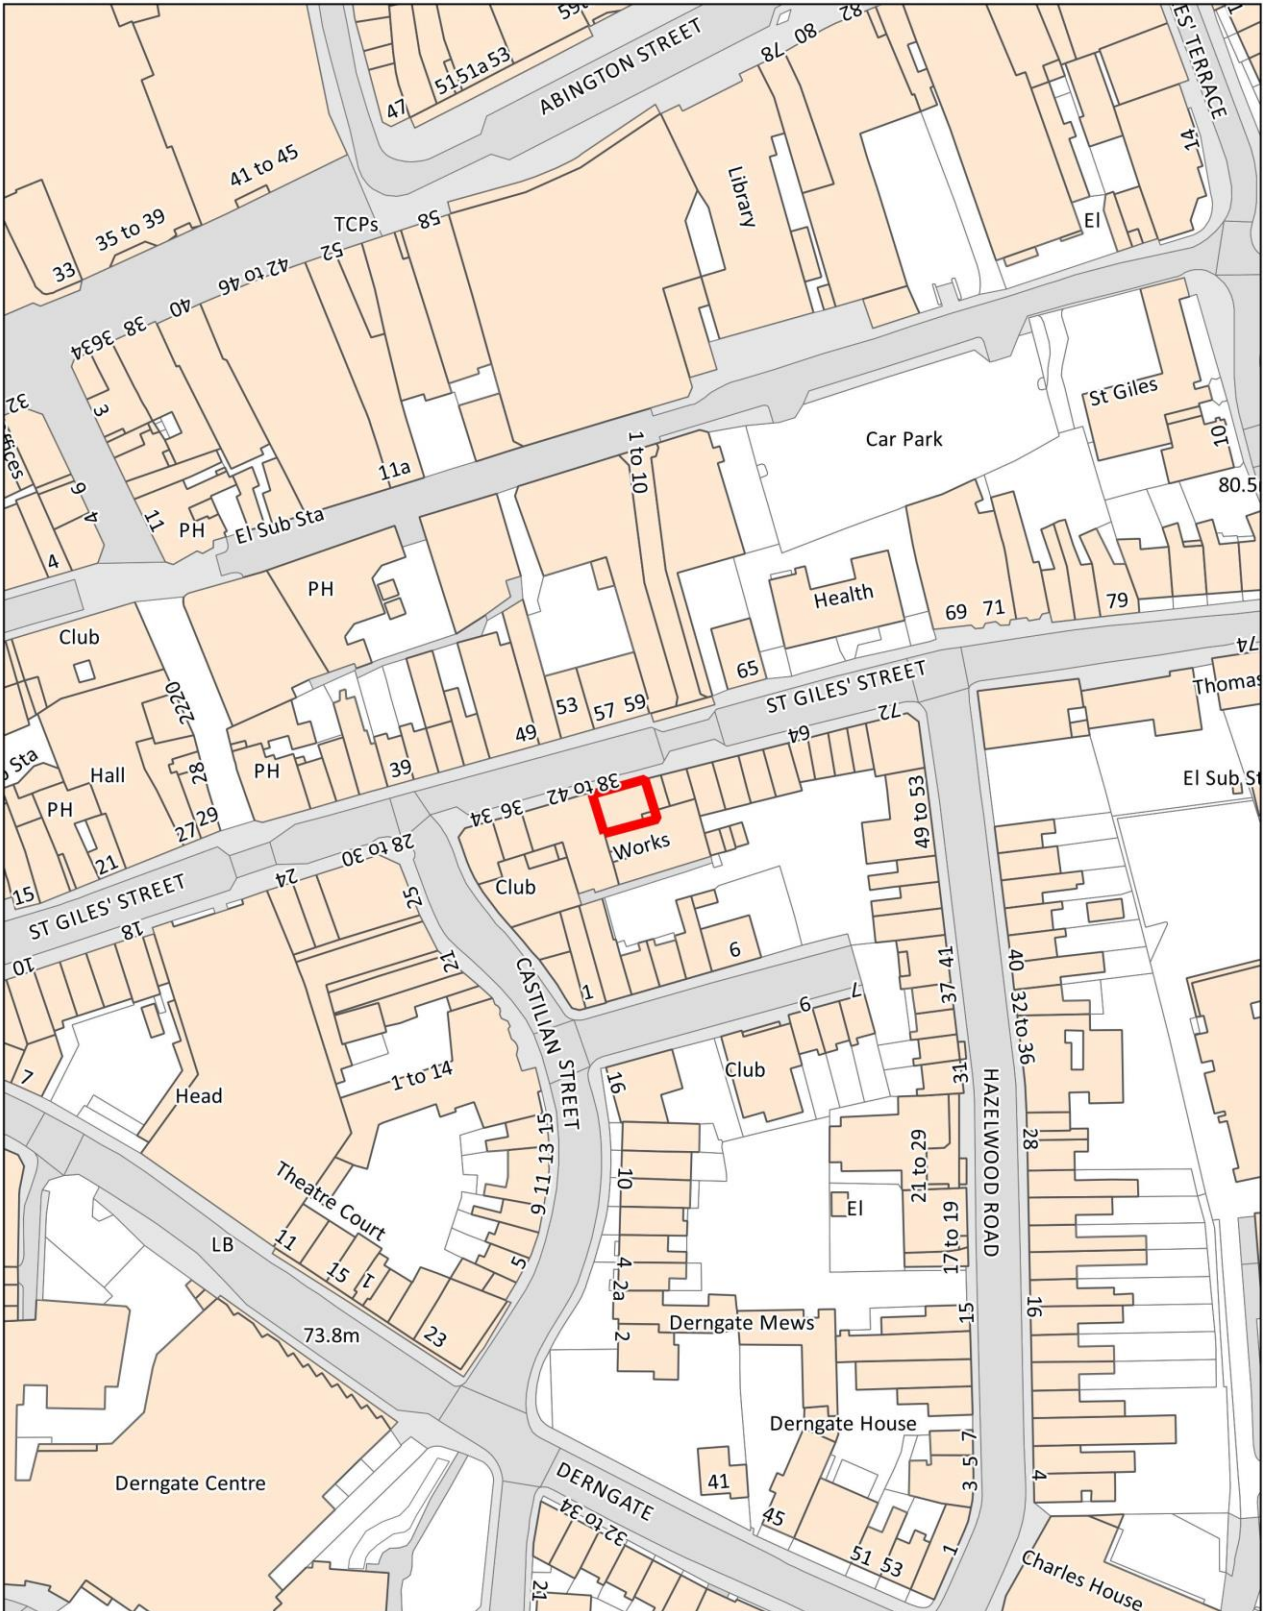 59
82
80
78
ES' TERRACE
5151a53
47
ABINGTON STREET
14
41 to 45
Library
35 to 39
TCPs
58
El
33
52
42 to 46
40
38
3634
32
3
St Giles
ffices
11a
1 to 10
Car Park
10
80.5
6
4
11
PH
El Sub Sta
4
PH
Health
69 71
79
Club
65
ST GILES' STREET
74
Thomas
2220
53
57 59
49
72
64
Sta
Hall
28
PH
39
38 to 42
El Sub St
PH
2729
36 34
Works
49 to 53
15
21
28 to 30
24
25
Club
ST GILES' STREET
18
10
21
6
CASTILIAN STREET
1
37 41
40
32 to 36
7
9
7
Head
1 to 14
16
Club
31
HAZELWOOD ROAD
9 11 13 15
28
21 to 29
Theatre Court
10
El
LB
11
15
1
5
4
2a
17 to 19
73.8m
23
2
Derngate Mews
15
16
Derngate House
Derngate Centre
41
3 5 7
4
DERNGATE
45
32 to 34
51 53
1
Charles House
21